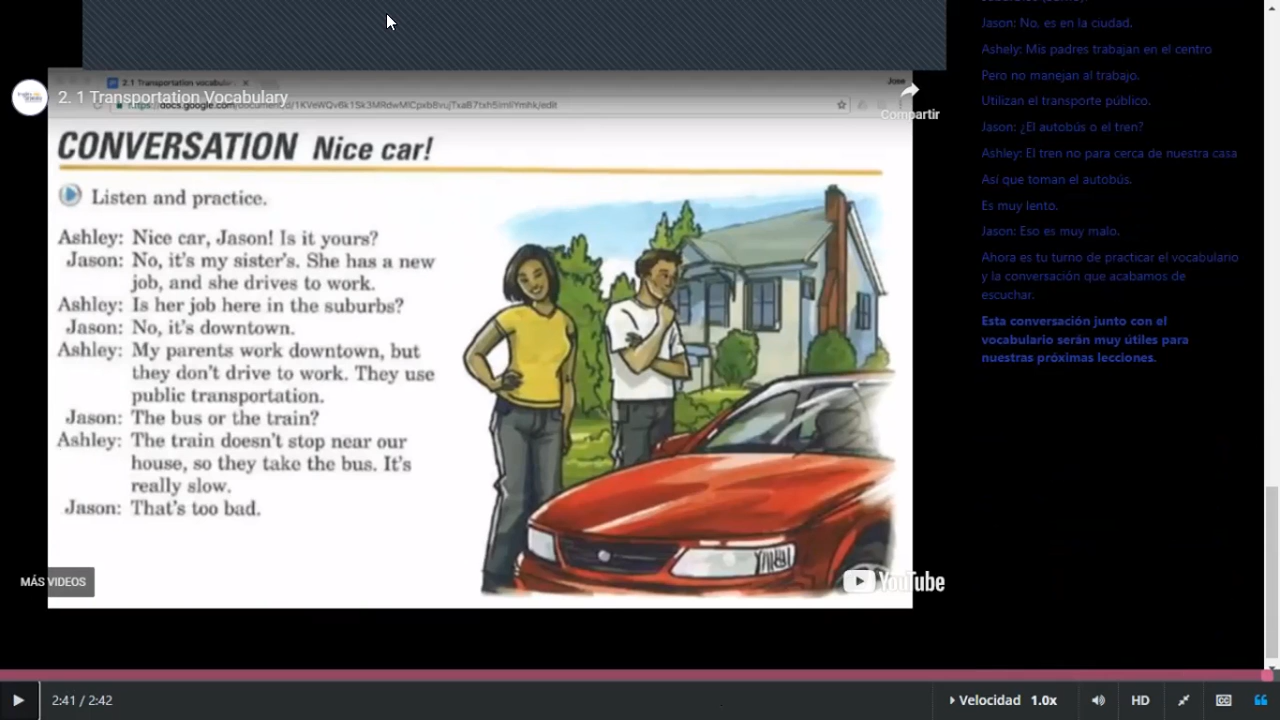 2. 1 Transportation vocabular
Jose
2. 1 Transportation Vocabulary
Compartir
CONVERSATION Nice car!
Listen and practice.
Ashley: Nice car, Jason! Is it yours?
Jason: No, it's my sister's. She has a new
job, and she drives to work.
Ashley: Is her job here in the suburbs?
Jason: No, it's downtown.
Ashley: My parents work downtown, but
they don't drive to work. They use
public transportation.
Jason: The bus or the train?
Ashley: The train doesn't stop near our
house, so they take the bus. It's
really slow.
Jason: That's too bad.
MÁS VIDEOS
YouTube
Jason: No, es en la ciudad.
Ashely: Mis padres trabajan en el centro
Pero no manejan al trabajo.
Utilizan el transporte público.
Jason: ¿El autobús o el tren?
Ashley: El tren no para cerca de nuestra casa
Así que toman el autobús.
Es muy lento.
Jason: Eso es muy malo.
Ahora es tu turno de practicar el vocabulario
y la conversación que acabamos de
escuchar.
Esta conversación junto con el
vocabulario serán muy útiles para
nuestras próximas lecciones.
2:41 / 2:42
Velocidad 1.0x
HD